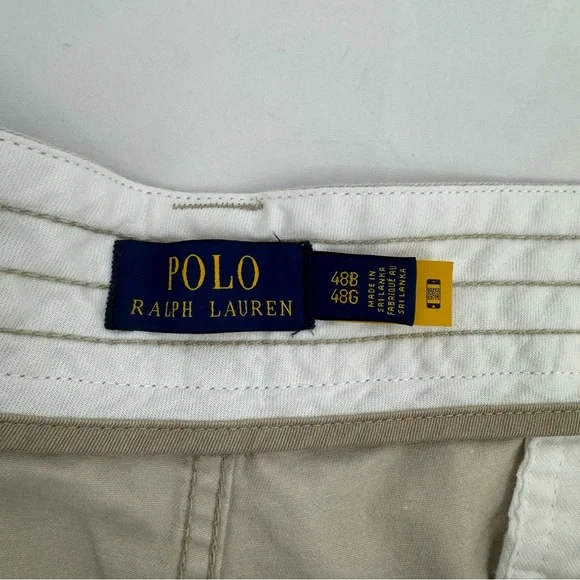 POLO
RALPH LAUREN
48B
48G
MADE IN
SRI LANKA
FABRIQUÉ AU
SRI LANKA